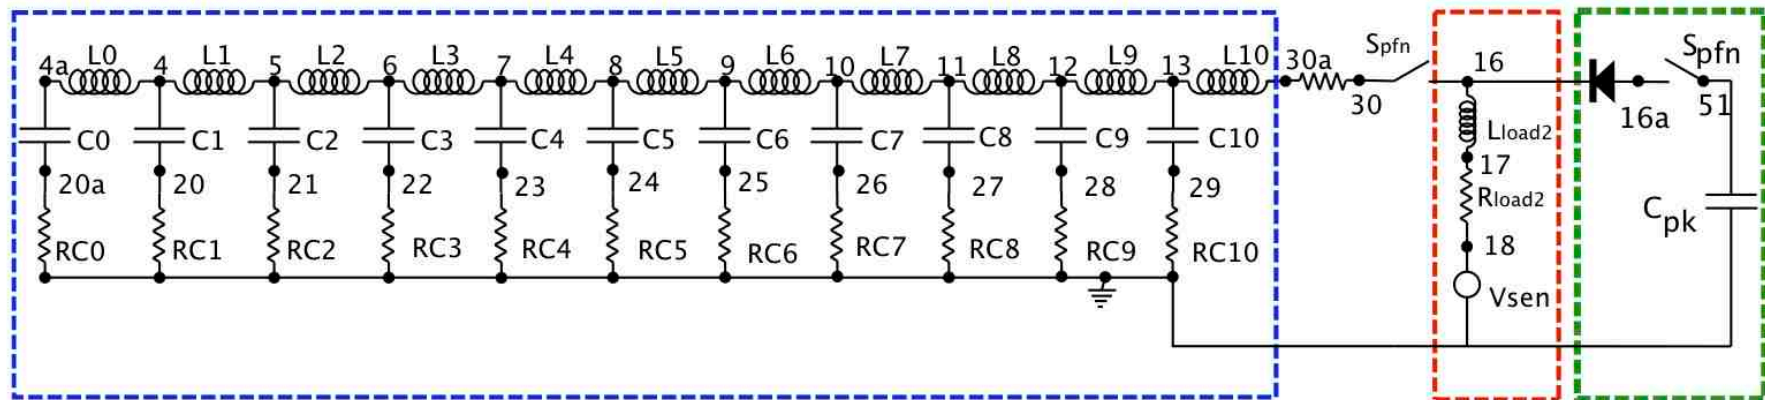 L0 L1 L2 L3 L4 L5 L6 L7 L8 L9 L10
4a 4 5 6 7 8 9 10 11 12 13 30a Spfn 16 Spfn
30 16a 51
C0 C1 C2 C3 C4 C5 C6 C7 C8 C9 C10 Lload2
20a 20 21 22 23 24 25 26 27 28 29 17
Rload2 Cpk
RC0 RC1 RC2 RC3 RC4 RC5 RC6 RC7 RC8 RC9 RC10 18
Vsen